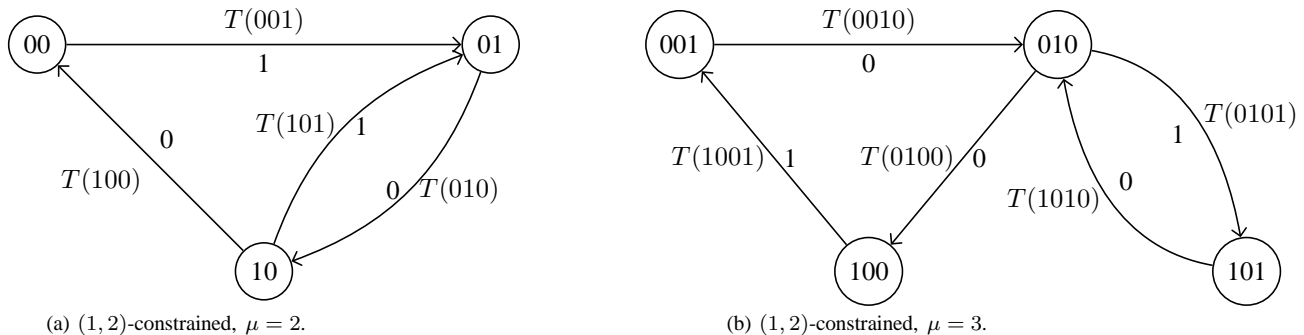 T(001)
00 01
1
T(101) 1
0
T(100)
0 T(010)
10
(a) (1, 2)-constrained, μ = 2.
T(0010)
001 010
0
T(0101)
1
T(1001) 1 T(0100) 0
0
T(1010)
100 101
(b) (1, 2)-constrained, μ = 3.